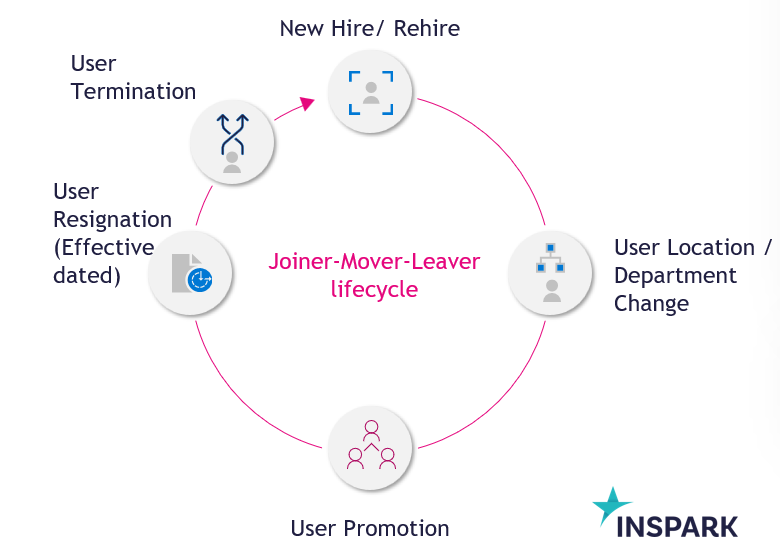 New Hire/ Rehire
User
Termination
User
Resignation
(Effective
dated)
Joiner-Mover-Leaver
lifecycle
User Location /
Department
Change
User Promotion
INSPARK